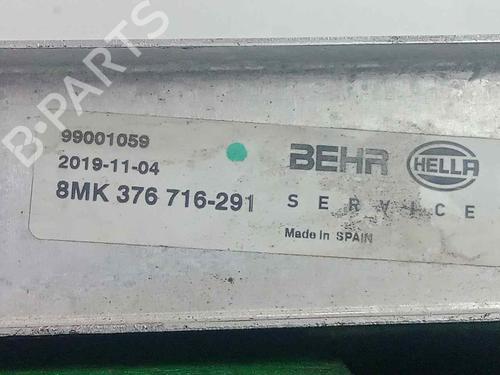 B-PARTS
99001059
2019-11-04
8MK 376 716-291
BEHR HELLA
SERVICE
Made in SPAIN